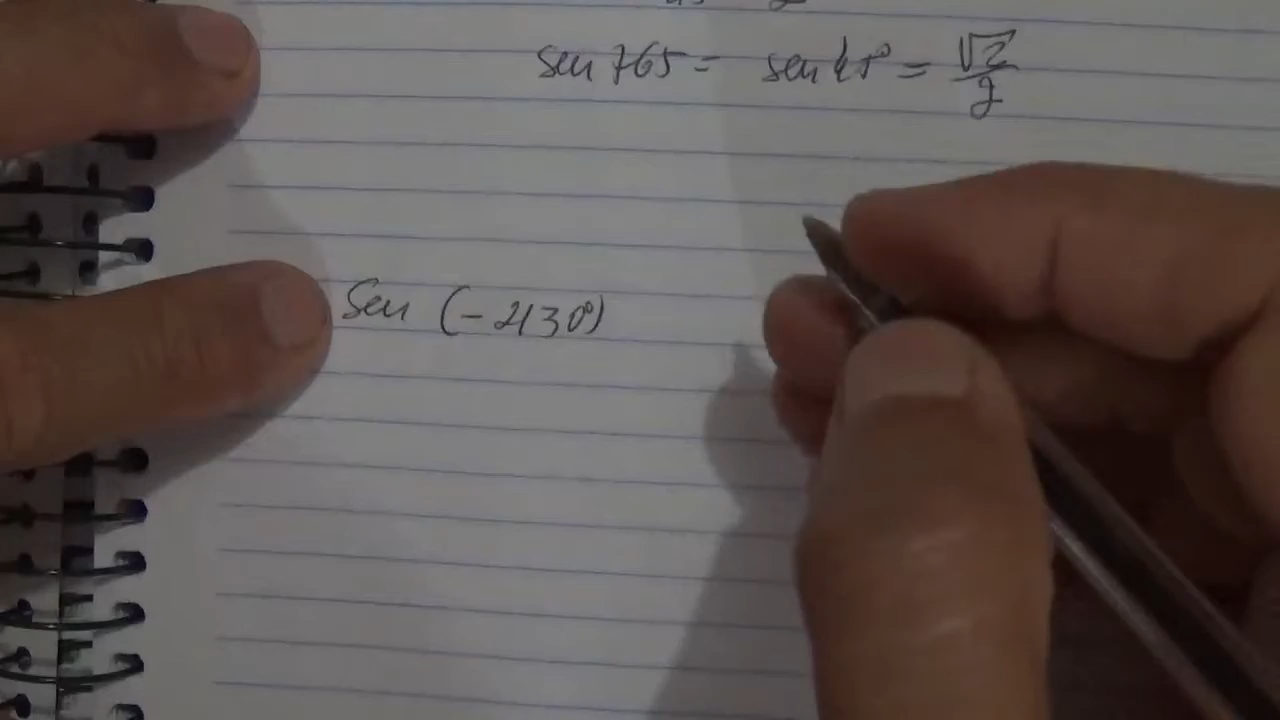 sen 765 = sen 45° = √2/2
Sen (-2130°)